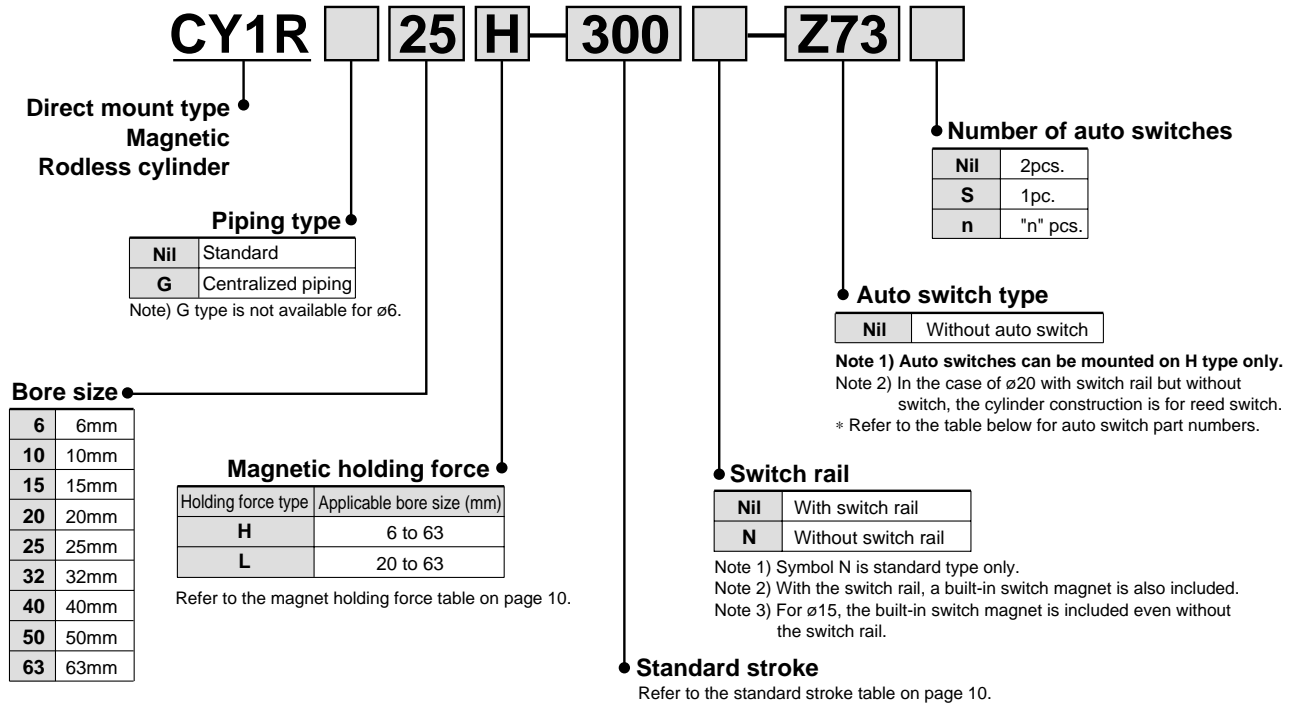 CY1R 25 H — 300 — Z73
Direct mount type
Magnetic
Rodless cylinder
Piping type
Nil Standard
G Centralized piping
Note) G type is not available for ø6.
Bore size
6 6mm
10 10mm
15 15mm
20 20mm
25 25mm
32 32mm
40 40mm
50 50mm
63 63mm
Magnetic holding force
Holding force type Applicable bore size (mm)
H 6 to 63
L 20 to 63
Refer to the magnet holding force table on page 10.
Standard stroke
Refer to the standard stroke table on page 10.
Switch rail
Nil With switch rail
N Without switch rail
Note 1) Symbol N is standard type only.
Note 2) With the switch rail, a built-in switch magnet is also included.
Note 3) For ø15, the built-in switch magnet is included even without
the switch rail.
Auto switch type
Nil Without auto switch
Note 1) Auto switches can be mounted on H type only.
Note 2) In the case of ø20 with switch rail but without
switch, the cylinder construction is for reed switch.
∗ Refer to the table below for auto switch part numbers.
Number of auto switches
Nil 2pcs.
S 1pc.
n "n" pcs.